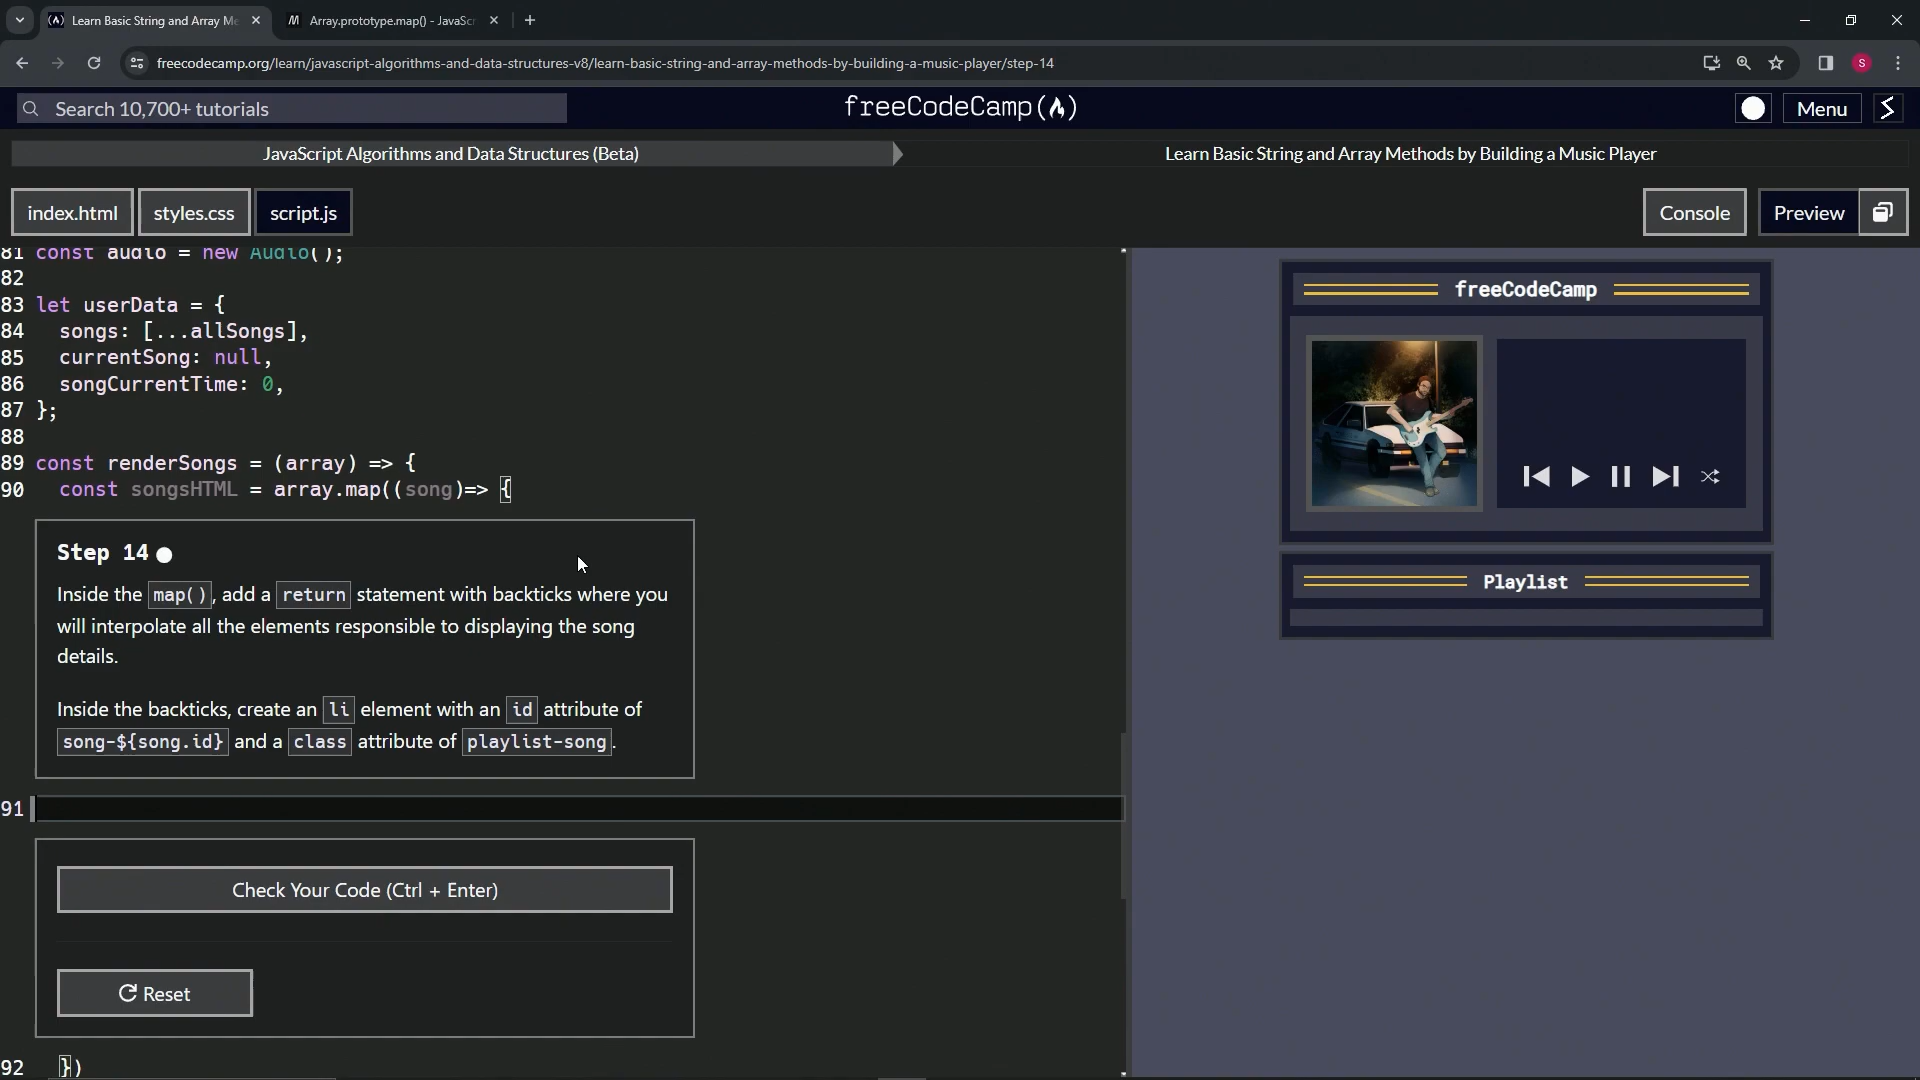 Learn Basic String and Array Me
Array.prototype.map() - JavaSc
freecodecamp.org/learn/javascript-algorithms-and-data-structures-v8/learn-basic-string-and-array-methods-by-building-a-music-player/step-14
S
Search 10,700+ tutorials
freeCodeCamp
Menu
JavaScript Algorithms and Data Structures (Beta)
Learn Basic String and Array Methods by Building a Music Player
index.html
styles.css
script.js
Console
Preview
81 const audio = new Audio();
82
83 let userData = {
84 songs: [...allSongs],
85 currentSong: null,
86 songCurrentTime: 0,
87 };
88
89 const renderSongs = (array) => {
90 const songsHTML = array.map((song)=> {
Step 14
Inside the map(), add a return statement with backticks where you
will interpolate all the elements responsible to displaying the song
details.
Inside the backticks, create an li element with an id attribute of
song-${song.id} and a class attribute of playlist-song.
91
Check Your Code (Ctrl + Enter)
Reset
92 })
freeCodeCamp
Playlist